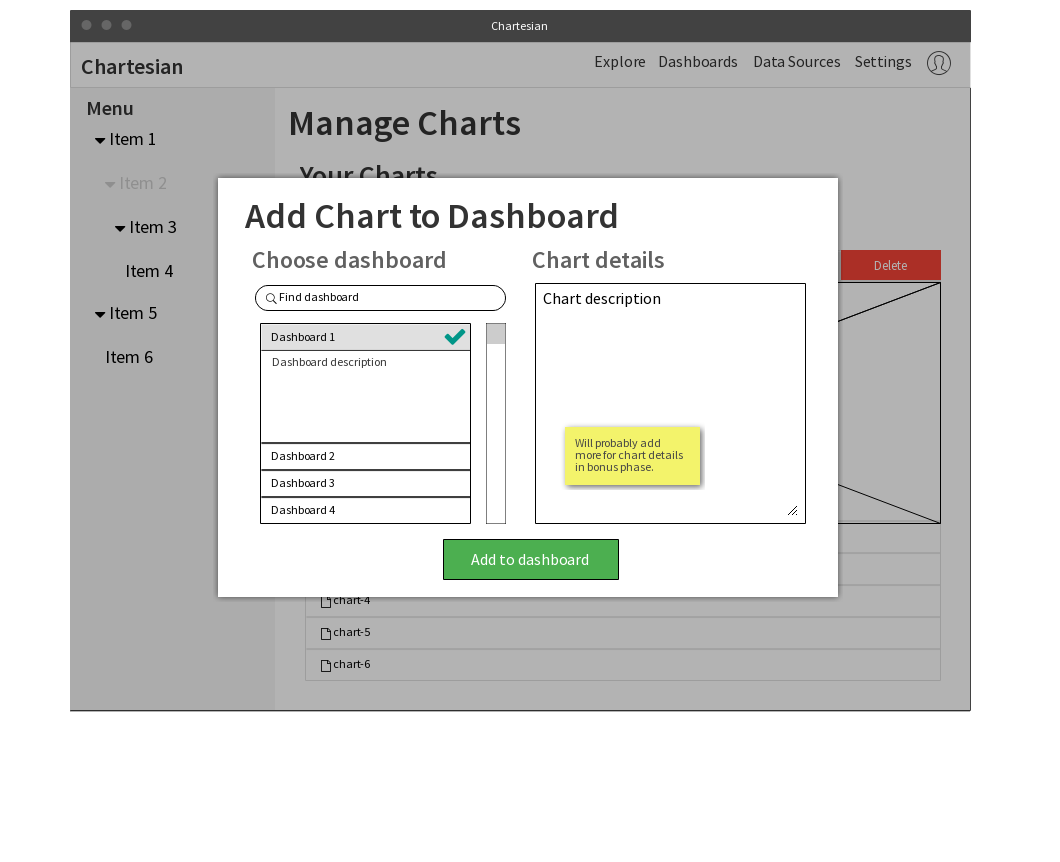 Chartesian
Chartesian
Explore Dashboards Data Sources Settings
Menu
Item 1
Item 2
Item 3
Item 4
Item 5
Item 6
Manage Charts
Your Charts
Delete
Add Chart to Dashboard
Choose dashboard
Find dashboard
Dashboard 1
Dashboard description
Dashboard 2
Dashboard 3
Dashboard 4
Chart details
Chart description
Will probably add
more for chart details
in bonus phase.
Add to dashboard
chart-4
chart-5
chart-6